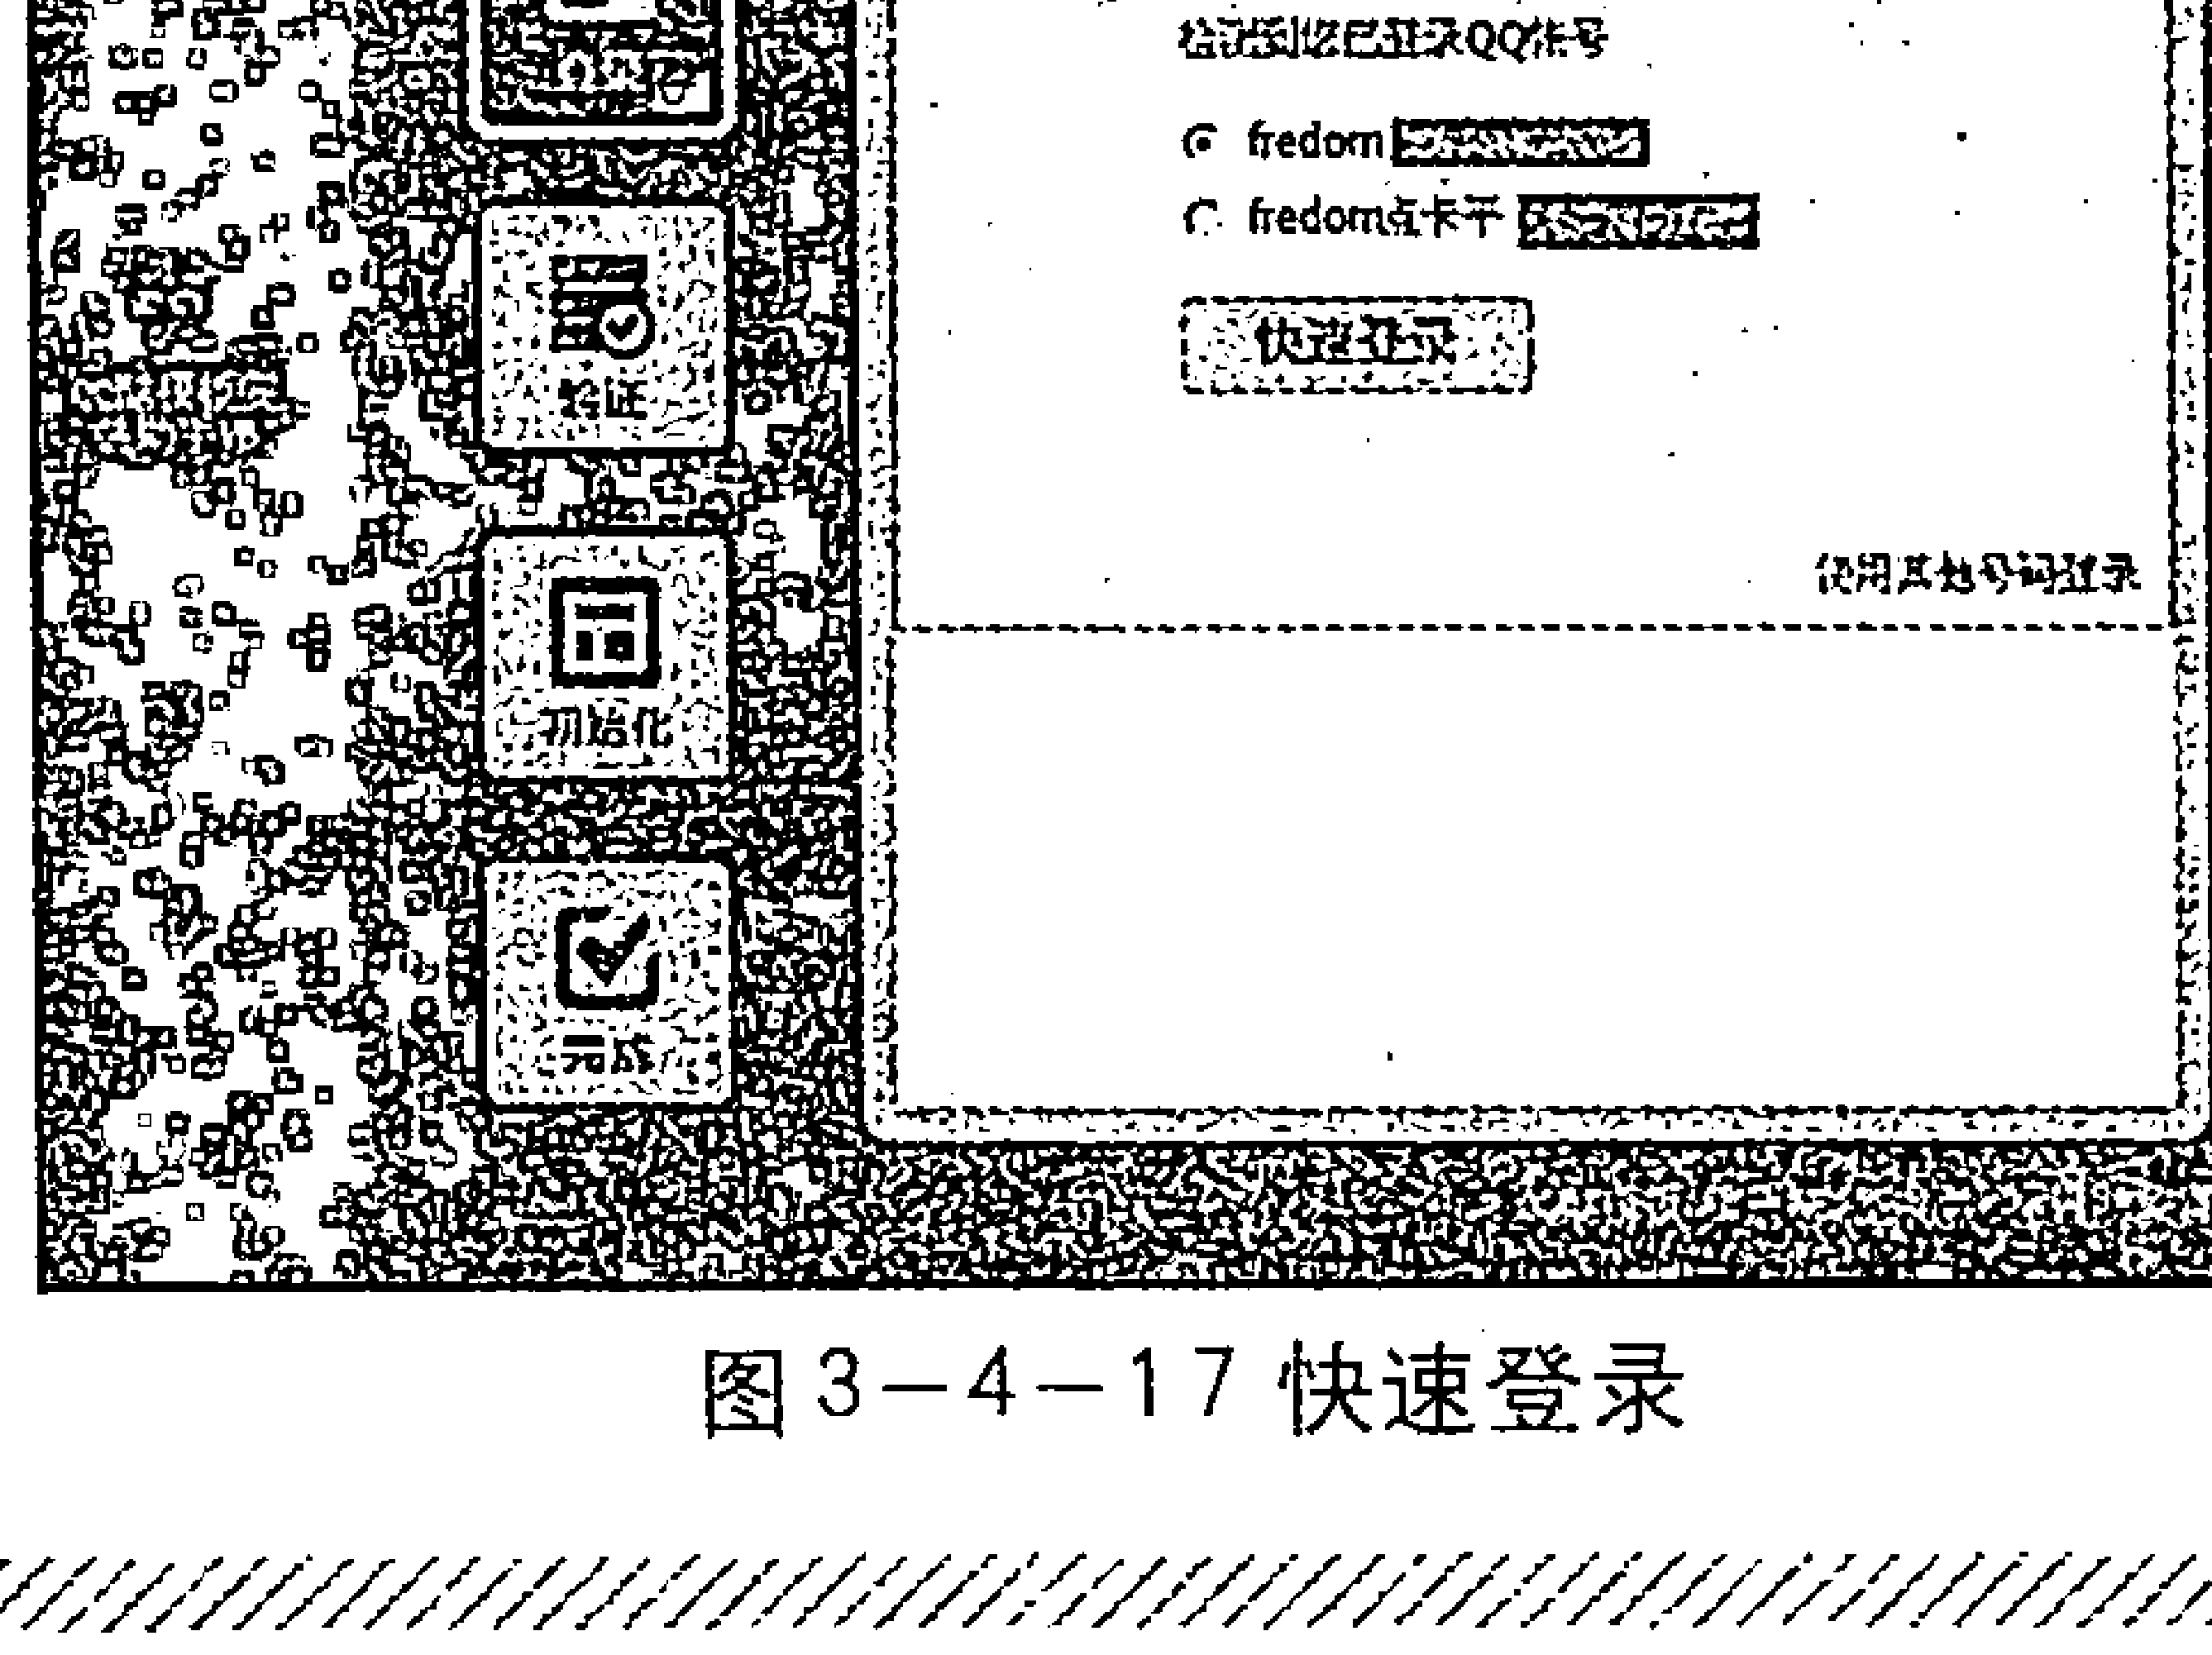 检测到您已登录QQ帐号
fredom
fredom点卡平
快速登录
验证
使用其他号码登录
初始化
完成
图3-4-17 快速登录